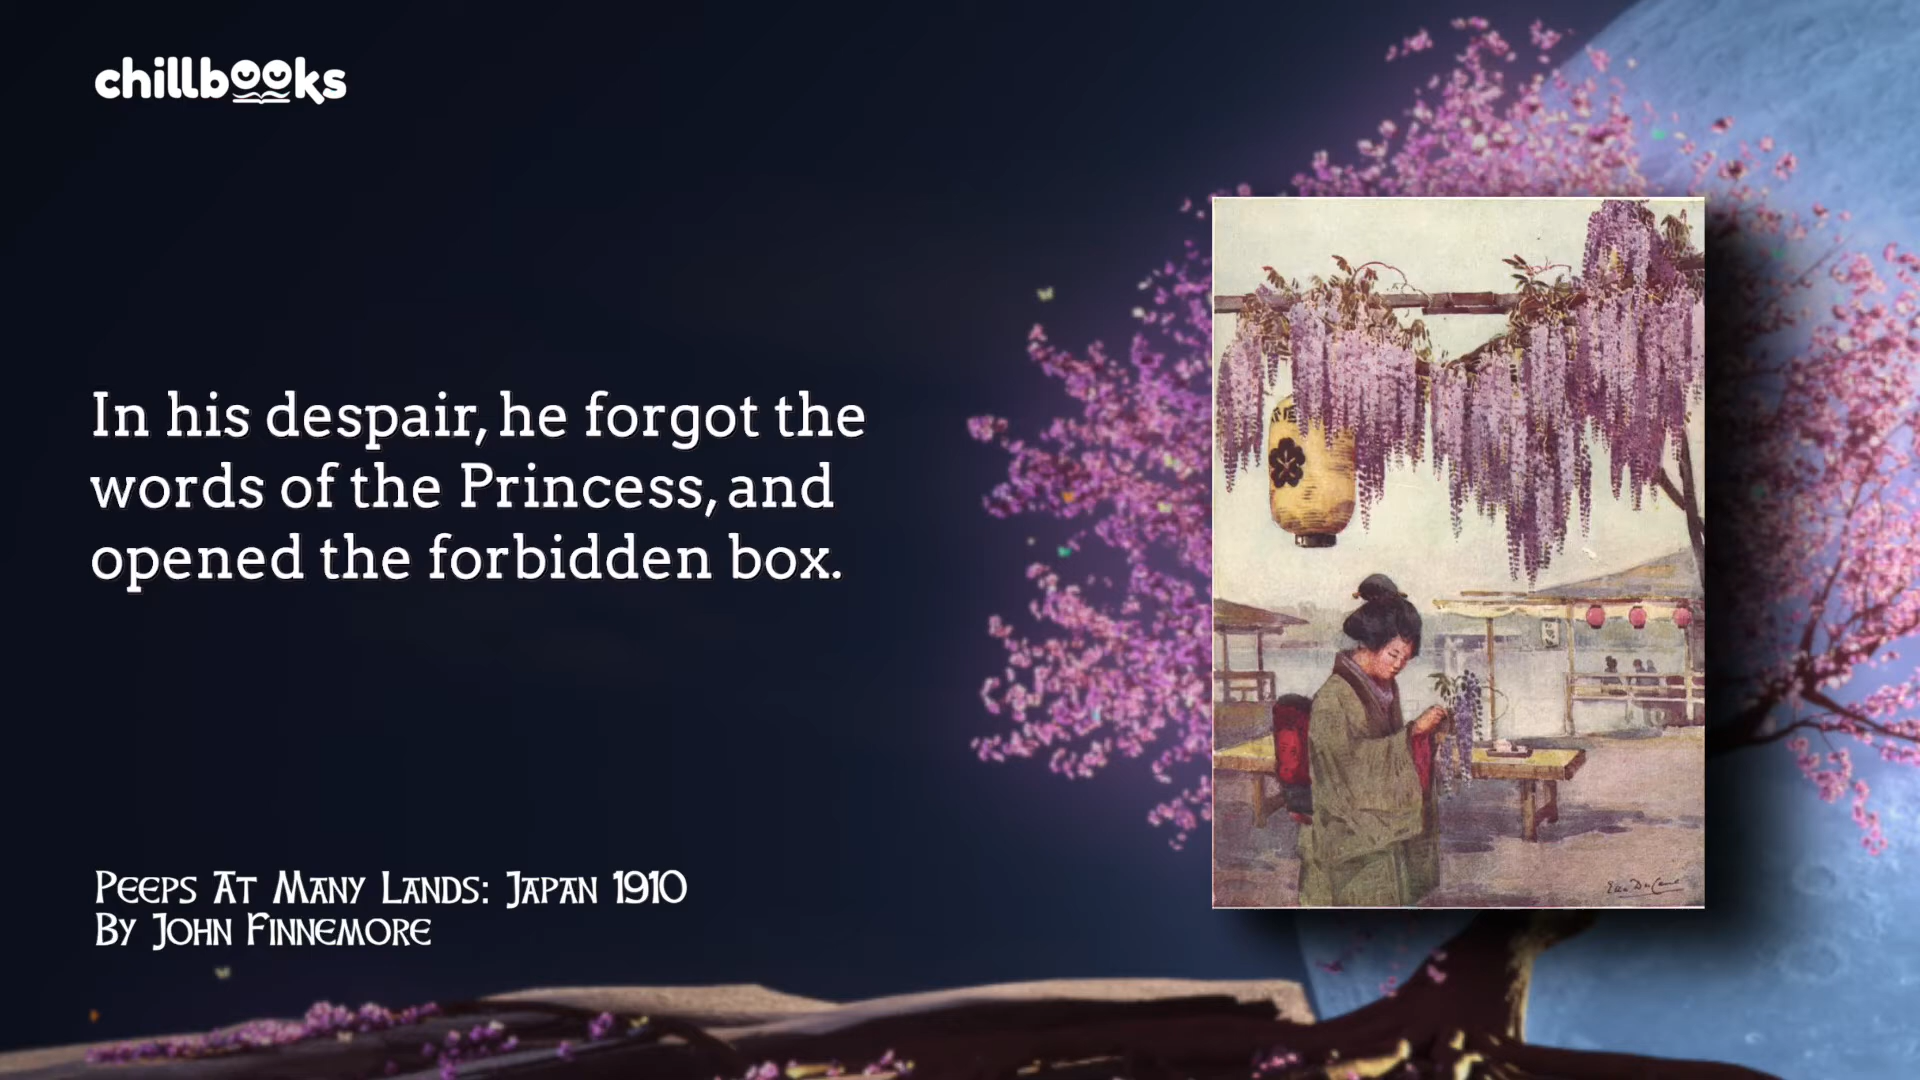 chillbooks
In his despair, he forgot the
words of the Princess, and
opened the forbidden box.
Peeps At Many Lands: Japan 1910
By John Finnemore